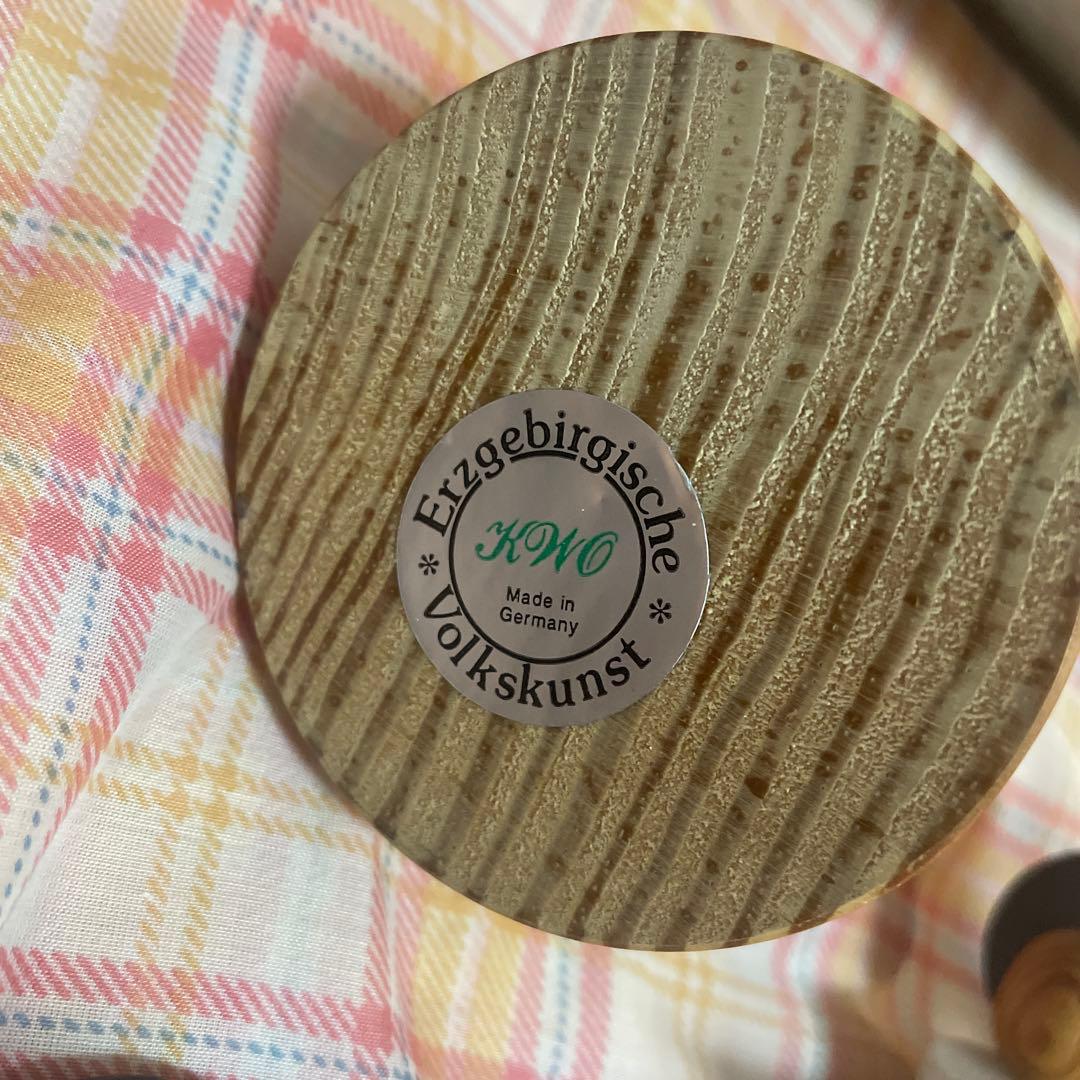 Erzgebirgische
KWO
Made in
Germany
* Volkskunst *